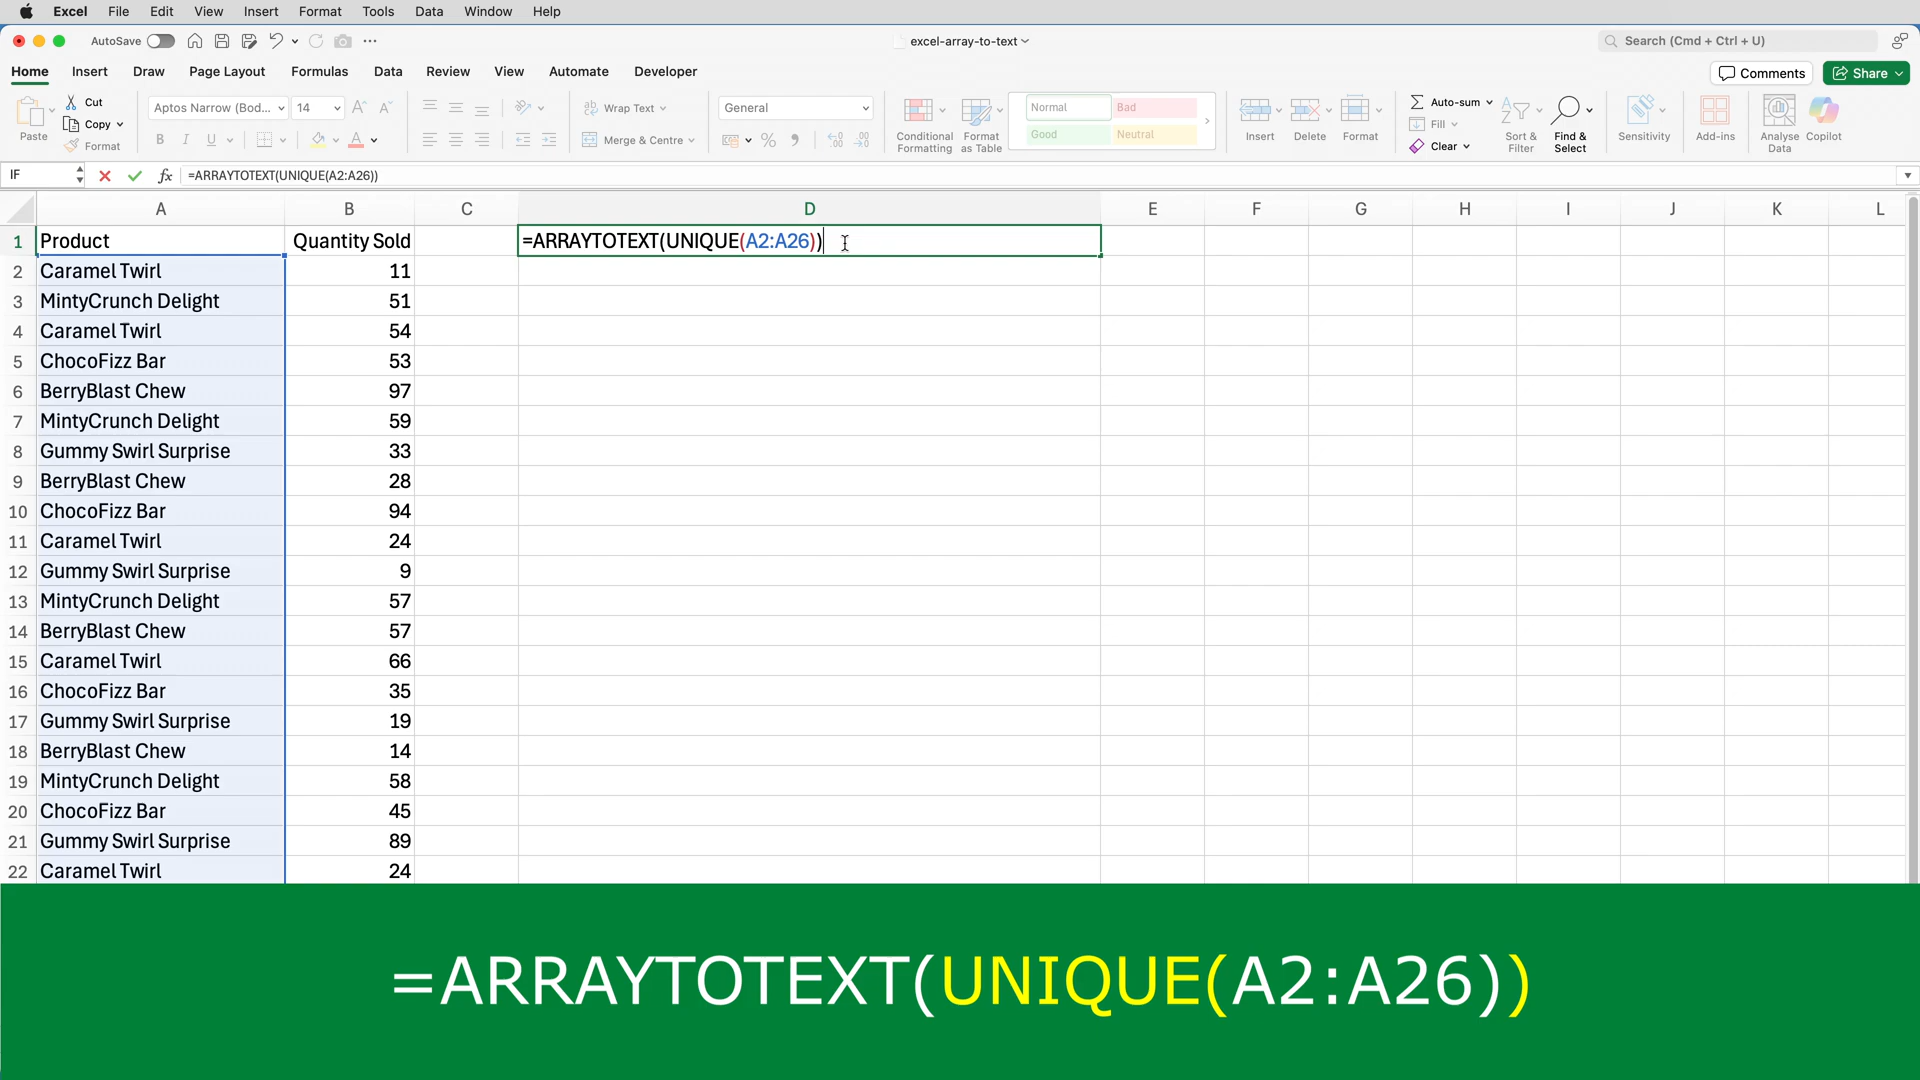 Excel File Edit View Insert Format Tools Data Window Help
AutoSave excel-array-to-text Search (Cmd + Ctrl + U)
Home Insert Draw Page Layout Formulas Data Review View Automate Developer Comments Share
Paste Cut Copy Format
Aptos Narrow (Bod... 14 A A
B I U A
Wrap Text
Merge & Centre
General
%
Conditional Formatting
Format as Table
Normal Bad
Good Neutral
Insert Delete Format
Auto-sum
Fill
Clear
Sort & Filter
Find & Select
Sensitivity
Add-ins
Analyse Data
Copilot
IF fx =ARRAYTOTEXT(UNIQUE(A2:A26))
A B C D E F G H I J K L
1 Product Quantity Sold =ARRAYTOTEXT(UNIQUE(A2:A26))
2 Caramel Twirl 11
3 MintyCrunch Delight 51
4 Caramel Twirl 54
5 ChocoFizz Bar 53
6 BerryBlast Chew 97
7 MintyCrunch Delight 59
8 Gummy Swirl Surprise 33
9 BerryBlast Chew 28
10 ChocoFizz Bar 94
11 Caramel Twirl 24
12 Gummy Swirl Surprise 9
13 MintyCrunch Delight 57
14 BerryBlast Chew 57
15 Caramel Twirl 66
16 ChocoFizz Bar 35
17 Gummy Swirl Surprise 19
18 BerryBlast Chew 14
19 MintyCrunch Delight 58
20 ChocoFizz Bar 45
21 Gummy Swirl Surprise 89
22 Caramel Twirl 24
=ARRAYTOTEXT(UNIQUE(A2:A26))